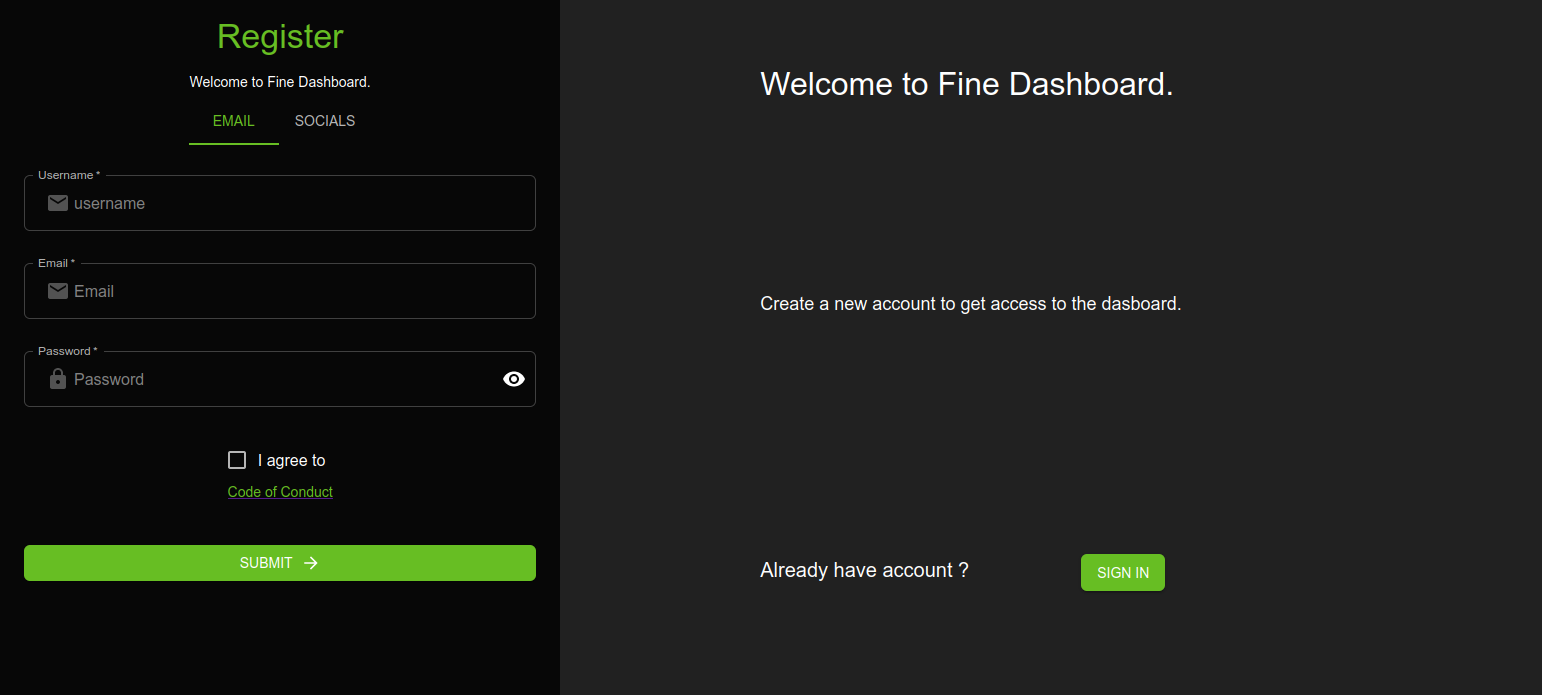 Register
Welcome to Fine Dashboard.
EMAIL SOCIALS
Username *
username
Email *
Email
Password *
Password
I agree to
Code of Conduct
SUBMIT
Welcome to Fine Dashboard.
Create a new account to get access to the dasboard.
Already have account ?
SIGN IN